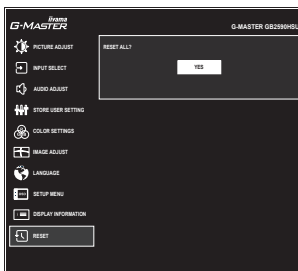 iiyama
G-MASTER
G-MASTER GB2590HSU
PICTURE ADJUST
RESET ALL?
INPUT SELECT
YES
AUDIO ADJUST
STORE USER SETTING
COLOR SETTINGS
IMAGE ADJUST
LANGUAGE
SETUP MENU
DISPLAY INFORMATION
RESET